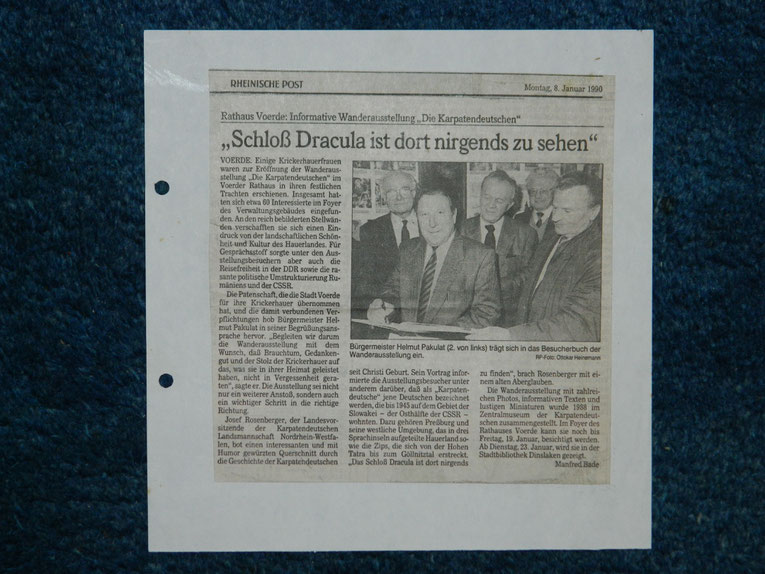 RHEINISCHE POST
Montag, 8. Januar 1990
Rathaus Voerde: Informative Wanderausstellung „Die Karpatendeutschen“
„Schloß Dracula ist dort nirgends zu sehen“
VOERDE. Einige Krickerhauerfrauen
waren zur Eröffnung der Wanderaus-
stellung „Die Karpatendeutschen“ im
Voerder Rathaus in ihren festlichen
Trachten erschienen. Insgesamt hat-
ten sich etwa 60 Interessierte im Foyer
des Verwaltungsgebäudes eingefun-
den. An den reich bebilderten Stellwän-
den verschafften sie sich einen Ein-
druck von der landschaftlichen Schön-
heit und Kultur des Hauerlandes. Für
Gesprächsstoff sorgte unter den Aus-
stellungsbesuchern aber auch die
Reisefreiheit in der DDR sowie die ra-
sante politische Umstrukturierung Ru-
mäniens und der CSSR.
Die Patenschaft, die die Stadt Voerde
für ihre Krickerhauer übernommen
hat, und die damit verbundenen Ver-
pflichtungen hob Bürgermeister Hel-
mut Pakulat in seiner Begrüßungsan-
sprache hervor. „Begleiten wir darum
die Wanderausstellung mit dem
Wunsch, daß Brauchtum, Gedanken-
gut und der Stolz der Krickerhauer auf
das, was sie in ihrer Heimat geleistet
haben, nicht in Vergessenheit gera-
ten“, sagte er. Die Ausstellung sei nicht
nur ein weiterer Anstoß, sondern auch
ein wichtiger Schritt in die richtige
Richtung.
Josef Rosenberger, der Landesvor-
sitzende der Karpatendeutschen
Landsmannschaft Nordrhein-Westfa-
len, bot einen interessanten und mit
Humor gewürzten Querschnitt durch
die Geschichte der Karpatendeutschen
Bürgermeister Helmut Pakulat (2. von links) trägt sich in das Besucherbuch der
Wanderausstellung ein.
RP-Foto: Ottokar Heinemann
seit Christi Geburt. Sein Vortrag infor-
mierte die Ausstellungsbesucher unter
anderem darüber, daß als „Karpaten-
deutsche“ jene Deutschen bezeichnet
werden, die bis 1945 auf dem Gebiet der
Slowakei – der Osthälfte der CSSR –
wohnten. Dazu gehören Preßburg und
seine westliche Umgebung, das in drei
Sprachinseln aufgeteilte Hauerland so-
wie die Zips, die sich von der Hohen
Tatra bis zum Göllnitztal erstreckt.
„Das Schloß Dracula ist dort nirgends
zu finden“, brach Rosenberger mit ei-
nem alten Aberglauben.
Die Wanderausstellung mit zahlrei-
chen Photos, informativen Texten und
lustigen Miniaturen wurde 1988 im
Zentralmuseum der Karpatendeut-
schen zusammengestellt. Im Foyer des
Rathauses Voerde kann sie noch bis
Freitag, 19. Januar, besichtigt werden.
Ab Dienstag, 23. Januar, wird sie in der
Stadtbibliothek Dinslaken gezeigt.
Manfred Bade